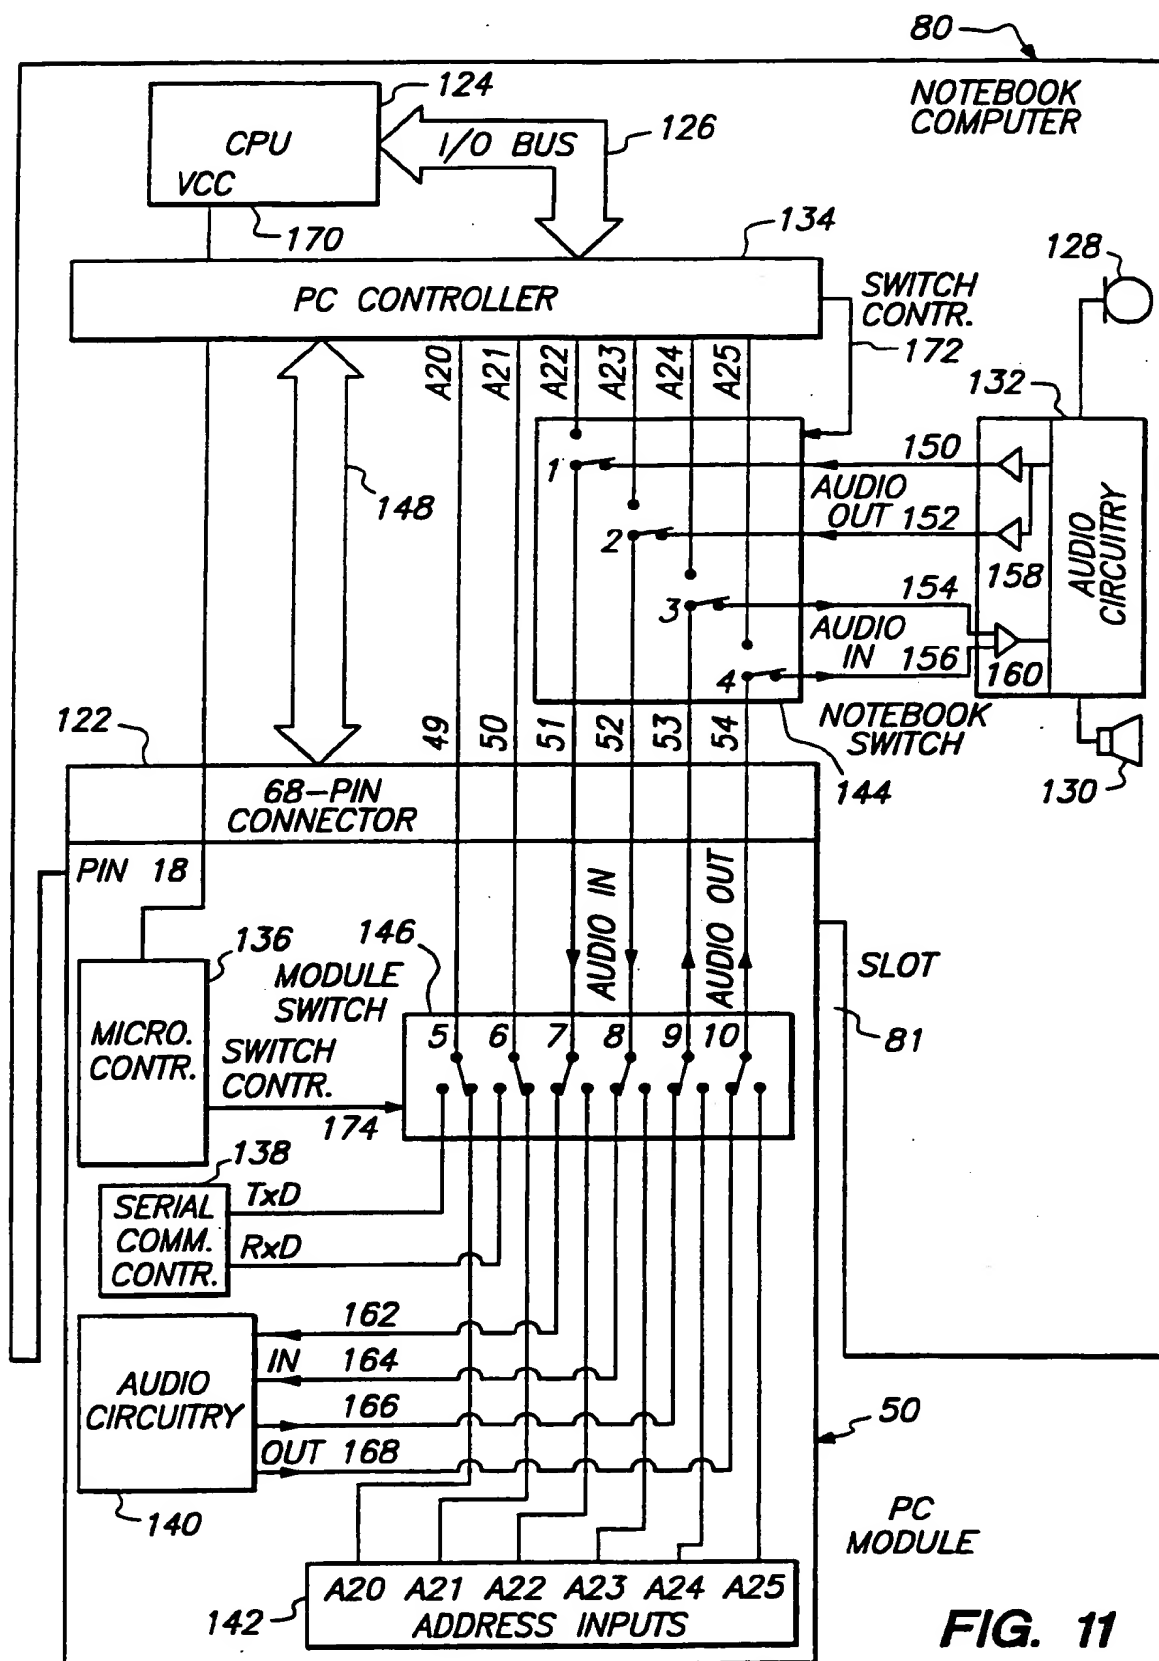 80
NOTEBOOK
COMPUTER
124
CPU
VCC
I/O BUS
126
170
134
PC CONTROLLER
SWITCH
CONTR.
172
128
A20
A21
A22
A23
A24
A25
132
148
1
150
AUDIO
OUT
152
2
158
3
154
AUDIO
IN
156
4
160
AUDIO
CIRCUITRY
122
49
50
51
52
53
54
NOTEBOOK
SWITCH
144
130
68-PIN
CONNECTOR
PIN 18
AUDIO IN
AUDIO OUT
136
146
MODULE
SWITCH
SLOT
81
MICRO.
CONTR.
SWITCH
CONTR.
174
5
6
7
8
9
10
138
SERIAL
COMM.
CONTR.
TxD
RxD
162
IN
164
AUDIO
CIRCUITRY
166
OUT
168
50
140
PC
MODULE
142
A20
A21
A22
A23
A24
A25
ADDRESS INPUTS
FIG. 11